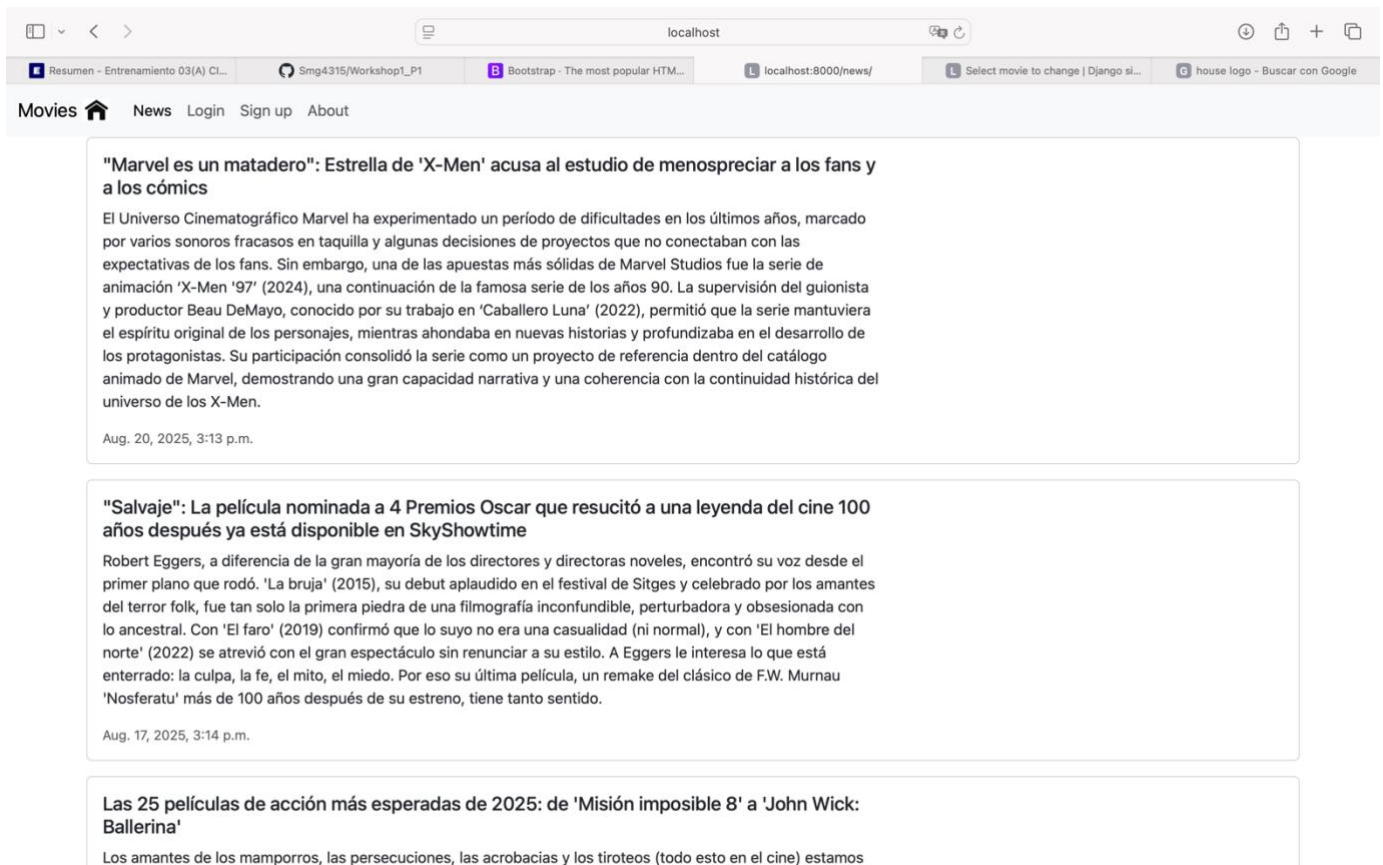 localhost
Resumen - Entrenamiento 03(A) Cl...
Smg4315/Workshop1_P1
Bootstrap · The most popular HTM...
localhost:8000/news/
Select movie to change | Django si...
house logo - Buscar con Google
Movies News Login Sign up About
"Marvel es un matadero": Estrella de 'X-Men' acusa al estudio de menospreciar a los fans y
a los cómics
El Universo Cinematográfico Marvel ha experimentado un período de dificultades en los últimos años, marcado
por varios sonoros fracasos en taquilla y algunas decisiones de proyectos que no conectaban con las
expectativas de los fans. Sin embargo, una de las apuestas más sólidas de Marvel Studios fue la serie de
animación ‘X-Men '97’ (2024), una continuación de la famosa serie de los años 90. La supervisión del guionista
y productor Beau DeMayo, conocido por su trabajo en ‘Caballero Luna’ (2022), permitió que la serie mantuviera
el espíritu original de los personajes, mientras ahondaba en nuevas historias y profundizaba en el desarrollo de
los protagonistas. Su participación consolidó la serie como un proyecto de referencia dentro del catálogo
animado de Marvel, demostrando una gran capacidad narrativa y una coherencia con la continuidad histórica del
universo de los X-Men.
Aug. 20, 2025, 3:13 p.m.
"Salvaje": La película nominada a 4 Premios Oscar que resucitó a una leyenda del cine 100
años después ya está disponible en SkyShowtime
Robert Eggers, a diferencia de la gran mayoría de los directores y directoras noveles, encontró su voz desde el
primer plano que rodó. 'La bruja' (2015), su debut aplaudido en el festival de Sitges y celebrado por los amantes
del terror folk, fue tan solo la primera piedra de una filmografía inconfundible, perturbadora y obsesionada con
lo ancestral. Con 'El faro' (2019) confirmó que lo suyo no era una casualidad (ni normal), y con 'El hombre del
norte' (2022) se atrevió con el gran espectáculo sin renunciar a su estilo. A Eggers le interesa lo que está
enterrado: la culpa, la fe, el mito, el miedo. Por eso su última película, un remake del clásico de F.W. Murnau
'Nosferatu' más de 100 años después de su estreno, tiene tanto sentido.
Aug. 17, 2025, 3:14 p.m.
Las 25 películas de acción más esperadas de 2025: de 'Misión imposible 8' a 'John Wick:
Ballerina'
Los amantes de los mamporros, las persecuciones, las acrobacias y los tiroteos (todo esto en el cine) estamos